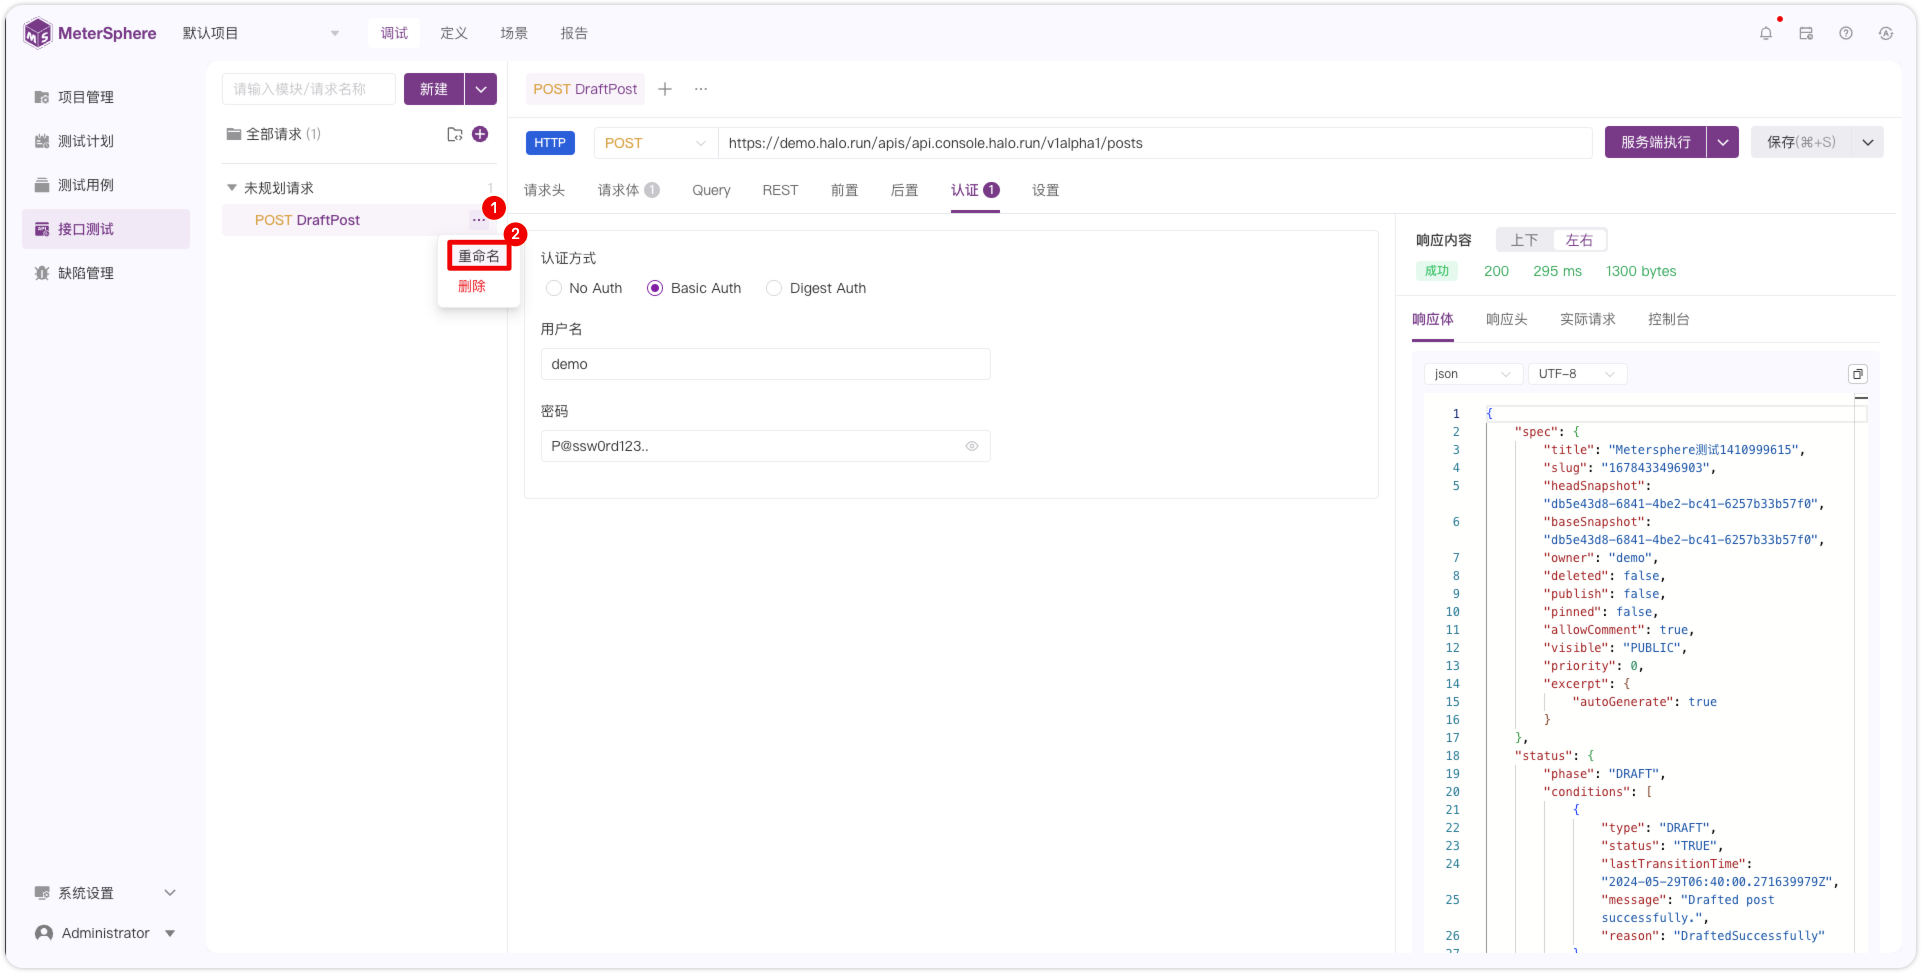 MeterSphere
默认项目
调试
定义
场景
报告
项目管理
测试计划
测试用例
接口测试
缺陷管理
系统设置
Administrator
请输入模块/请求名称
新建
全部请求 (1)
未规划请求
1
POST DraftPost
···
1
2
重命名
删除
POST DraftPost
···
HTTP
POST
https://demo.halo.run/apis/api.console.halo.run/v1alpha1/posts
服务端执行
保存(⌘+S)
请求头
请求体 1
Query
REST
前置
后置
认证 1
设置
认证方式
No Auth
Basic Auth
Digest Auth
用户名
demo
密码
P@ssw0rd123..
响应内容
上下
左右
成功
200
295 ms
1300 bytes
响应体
响应头
实际请求
控制台
json
UTF-8
1 {
2 "spec": {
3 "title": "Metersphere测试1410999615",
4 "slug": "1678433496903",
5 "headSnapshot":
"db5e43d8-6841-4be2-bc41-6257b33b57f0",
6 "baseSnapshot":
"db5e43d8-6841-4be2-bc41-6257b33b57f0",
7 "owner": "demo",
8 "deleted": false,
9 "publish": false,
10 "pinned": false,
11 "allowComment": true,
12 "visible": "PUBLIC",
13 "priority": 0,
14 "excerpt": {
15 "autoGenerate": true
16 }
17 },
18 "status": {
19 "phase": "DRAFT",
20 "conditions": [
21 {
22 "type": "DRAFT",
23 "status": "TRUE",
24 "lastTransitionTime":
"2024-05-29T06:40:00.271639979Z",
25 "message": "Drafted post
successfully.",
26 "reason": "DraftedSuccessfully"
27 }